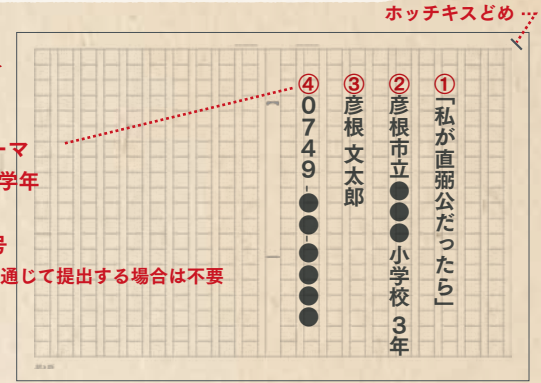 ホッチキスどめ
①「私が直弼公だったら」
②彦根市立●●●小学校 3年
③彦根 文太郎
④0749-●●-●●●●
ーマ
学年
号
通じて提出する場合は不要